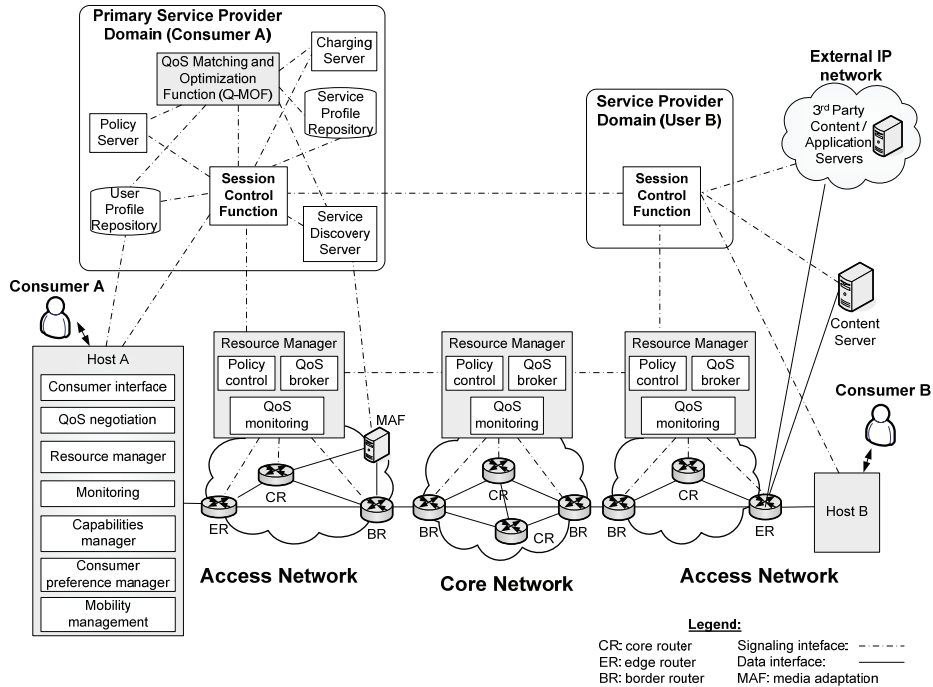 Primary Service Provider
Domain (Consumer A)
QoS Matching and
Optimization
Function (Q-MOF)
Charging
Server
Service
Profile
Repository
Policy
Server
User
Profile
Repository
Session
Control
Function
Service
Discovery
Server
Service Provider
Domain (User B)
Session
Control
Function
External IP
network
3rd Party
Content /
Application
Servers
Content
Server
Consumer A
Host A
Consumer interface
QoS negotiation
Resource manager
Monitoring
Capabilities
manager
Consumer
preference manager
Mobility
management
Resource Manager
Policy
control
QoS
broker
QoS
monitoring
MAF
CR
ER
BR
Access Network
Resource Manager
Policy
control
QoS
broker
QoS
monitoring
CR
BR
CR
BR
Core Network
Resource Manager
Policy
control
QoS
broker
QoS
monitoring
CR
BR
ER
Access Network
Consumer B
Host B
Legend:
CR: core router
ER: edge router
BR: border router
Signaling inteface:
Data interface:
MAF: media adaptation